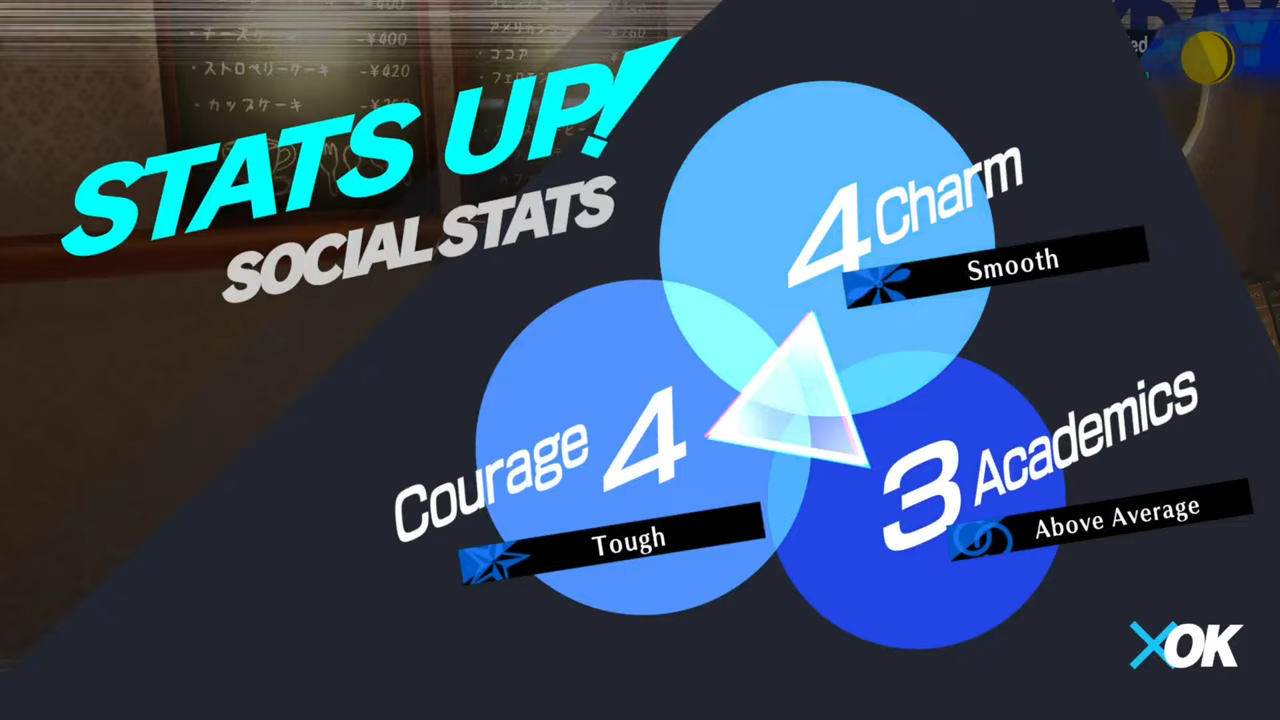 ・チーズケーキ -¥400
・ストロベリーケーキ -¥420
・カップケーキ
ココア
STATS UP!
SOCIAL STATS
4 Charm
Smooth
Courage 4
Tough
3 Academics
Above Average
×OK